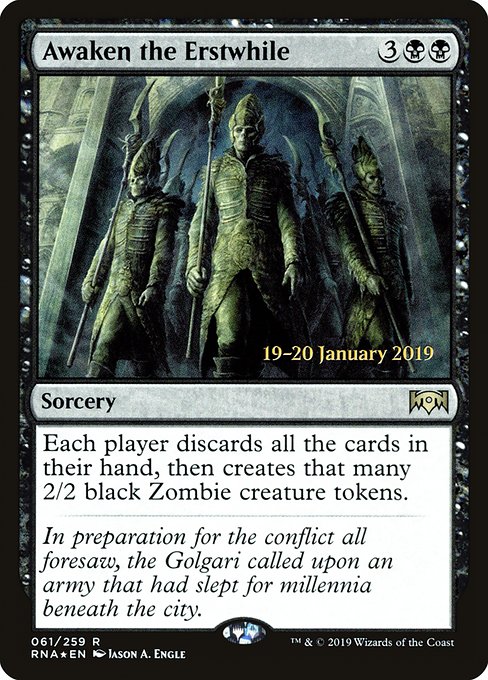 Awaken the Erstwhile 3
19–20 January 2019
Sorcery
Each player discards all the cards in
their hand, then creates that many
2/2 black Zombie creature tokens.
In preparation for the conflict all
foresaw, the Golgari called upon an
army that had slept for millennia
beneath the city.
061/259 R
RNA★EN Jason A. Engle
™ & © 2019 Wizards of the Coast